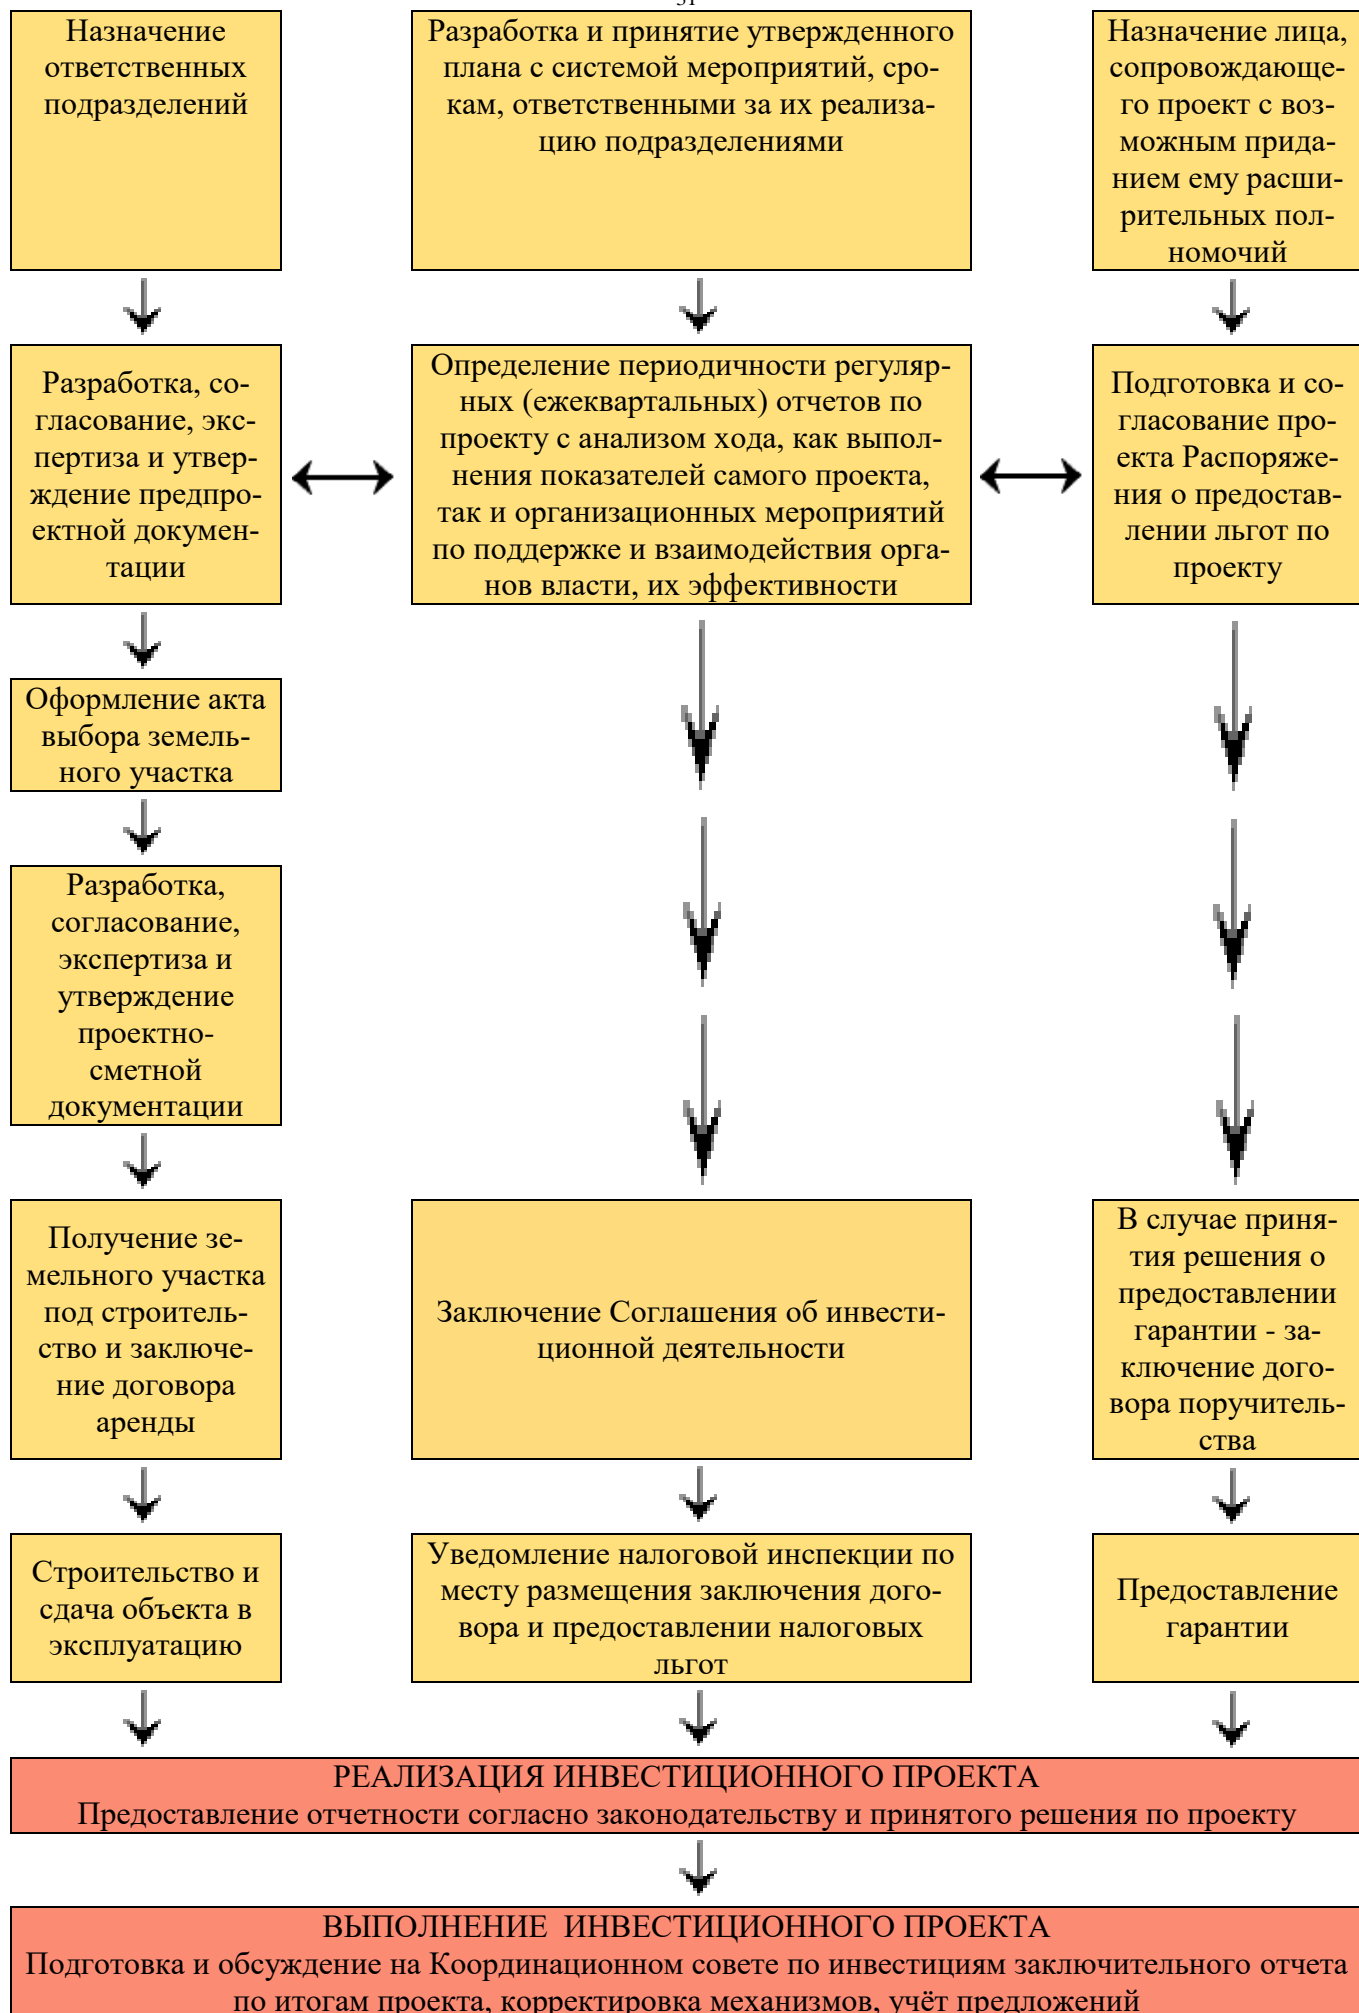 Назначение
ответственных
подразделений
Разработка и принятие утвержденного
плана с системой мероприятий, сро-
кам, ответственными за их реализа-
цию подразделениями
Назначение лица,
сопровождающе-
го проект с воз-
можным прида-
нием ему расши-
рительных пол-
номочий
Разработка, со-
гласование, экс-
пертиза и утвер-
ждение предпро-
ектной докумен-
тации
Определение периодичности регуляр-
ных (ежеквартальных) отчетов по
проекту с анализом хода, как выпол-
нения показателей самого проекта,
так и организационных мероприятий
по поддержке и взаимодействия орга-
нов власти, их эффективности
Подготовка и со-
гласование про-
екта Распоряже-
ния о предостав-
лении льгот по
проекту
Оформление акта
выбора земель-
ного участка
Разработка,
согласование,
экспертиза и
утверждение
проектно-
сметной
документации
Получение зе-
мельного участка
под строитель-
ство и заключе-
ние договора
аренды
Заключение Соглашения об инвести-
ционной деятельности
В случае приня-
тия решения о
предоставлении
гарантии - за-
ключение дого-
вора поручитель-
ства
Строительство и
сдача объекта в
эксплуатацию
Уведомление налоговой инспекции по
месту размещения заключения дого-
вора и предоставлении налоговых
льгот
Предоставление
гарантии
РЕАЛИЗАЦИЯ ИНВЕСТИЦИОННОГО ПРОЕКТА
Предоставление отчетности согласно законодательству и принятого решения по проекту
ВЫПОЛНЕНИЕ  ИНВЕСТИЦИОННОГО ПРОЕКТА
Подготовка и обсуждение на Координационном совете по инвестициям заключительного отчета
по итогам проекта, корректировка механизмов, учёт предложений